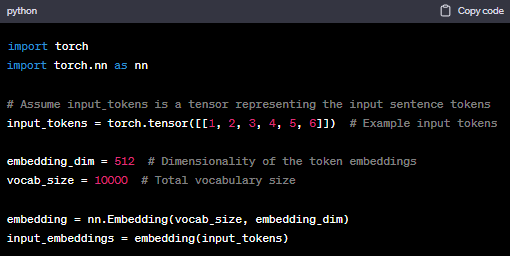 python
Copy code
import torch
import torch.nn as nn
# Assume input_tokens is a tensor representing the input sentence tokens
input_tokens = torch.tensor([[1, 2, 3, 4, 5, 6]])  # Example input tokens
embedding_dim = 512  # Dimensionality of the token embeddings
vocab_size = 10000  # Total vocabulary size
embedding = nn.Embedding(vocab_size, embedding_dim)
input_embeddings = embedding(input_tokens)